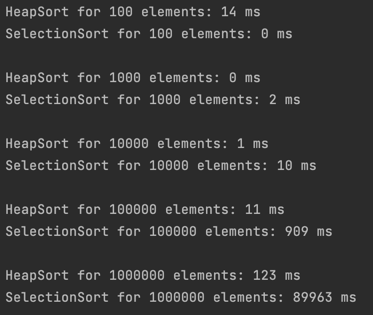 HeapSort for 100 elements: 14 ms
SelectionSort for 100 elements: 0 ms
HeapSort for 1000 elements: 0 ms
SelectionSort for 1000 elements: 2 ms
HeapSort for 10000 elements: 1 ms
SelectionSort for 10000 elements: 10 ms
HeapSort for 100000 elements: 11 ms
SelectionSort for 100000 elements: 909 ms
HeapSort for 1000000 elements: 123 ms
SelectionSort for 1000000 elements: 89963 ms